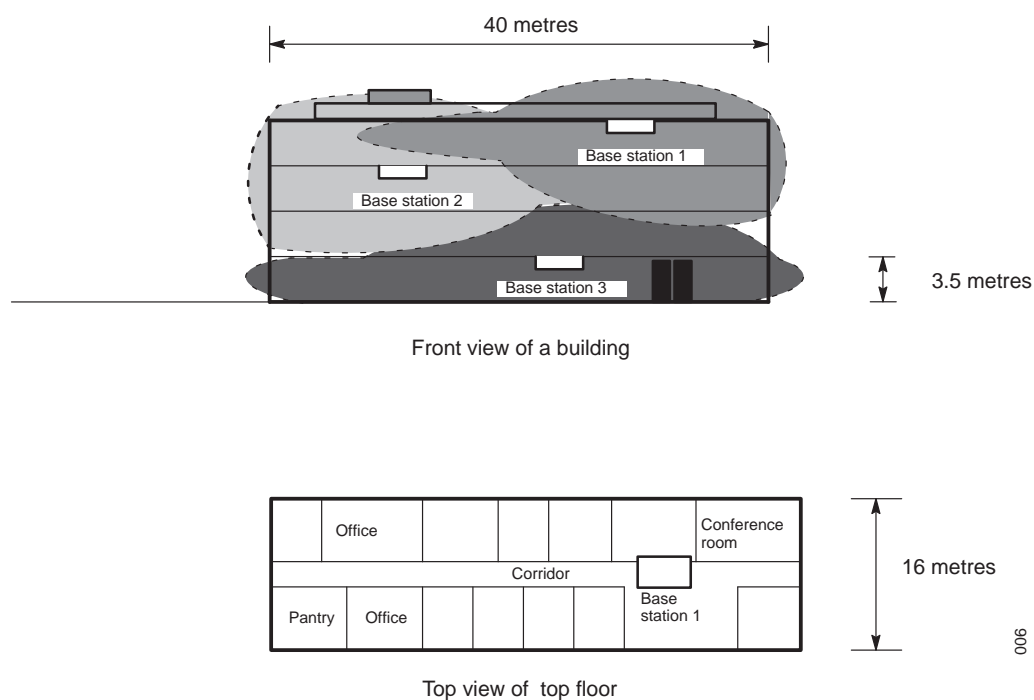 40 metres
Base station 1
Base station 2
Base station 3
3.5 metres
Front view of a building
Office
Conference
room
Corridor
16 metres
Pantry
Office
Base
station 1
006
Top view of top floor